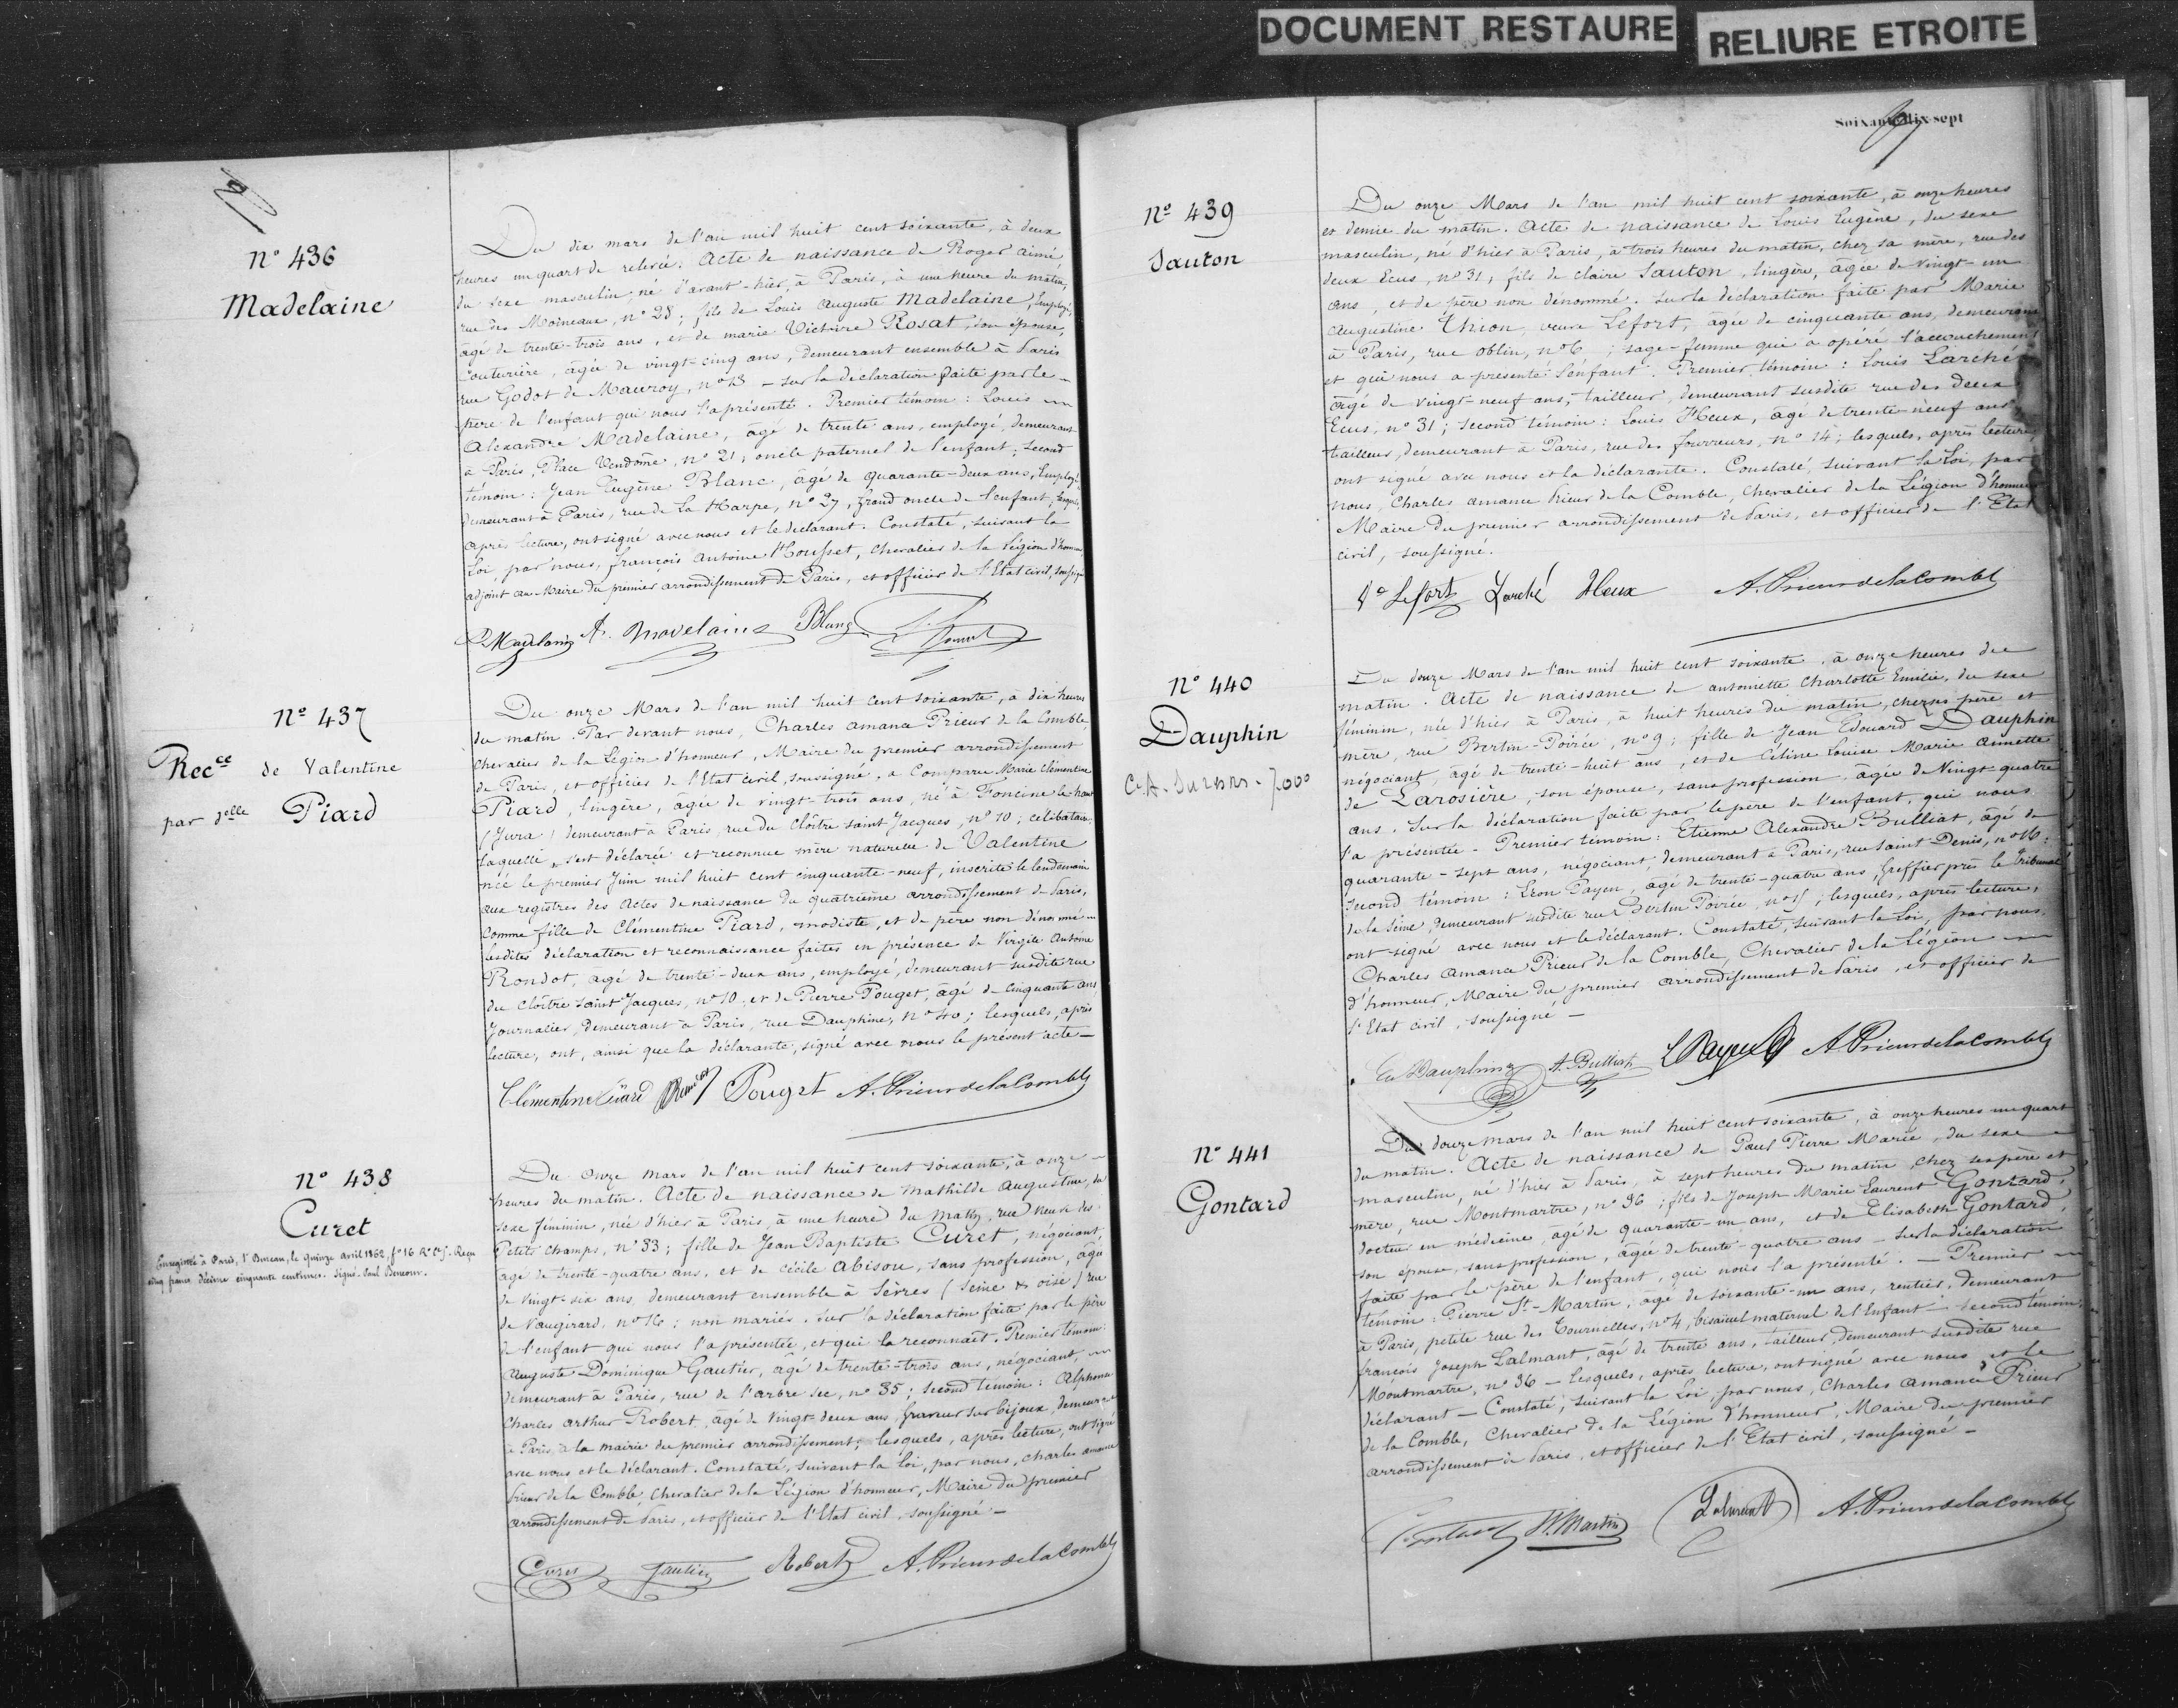 DOCUMENT RESTAURE
RELIURE ETROITE
N° 436
Madelaine
Du dix mars de l'an mil huit cent soixante, à deux
heures un quart de relevée. Acte de naissance de Roger aimé
du sexe masculin, né d'avant-hier, à Paris, à une heure du matin,
rue des Moineaux, n° 28; fils de Louis Auguste Madelaine, Employé,
âgé de trente-trois ans, et de marie Victoire Rosat, son épouse,
Couturière, âgée de vingt-cinq ans, demeurant ensemble à Paris
rue Godot de Mauroy, n° 23 – sur la declaration faite par le
père de l'enfant qui nous l'a présenté. Premier témoin: Louis
Alexandre Madelaine, âgé de trente ans, employé, demeurant
à Paris, Place Vendôme, n° 21, oncle paternel de l'enfant; Second
témoin: Jean Eugène Blanc, âgé de quarante-deux ans, Employé,
demeurant à Paris, rue de La Harpe, n° 27, grand oncle de l'enfant, lesquels,
après lecture, ont signé avec nous et le declarant. Constaté, suivant la
Loi, par nous, françois Antoine Housset, Chevalier de la Légion d'honneur,
adjoint au Maire du premier arrondissement de Paris, et officier de l'Etat civil, soussigné
Madelaine A. Madelaine Blanc
N° 437
Recce de Valentine
par delle Piard
Du onze Mars de l'an mil huit Cent soixante, à dix heures
du matin. Par devant nous, Charles amance Prieur de la Comble,
chevalier de la Légion d'honneur, Maire du premier arrondissement
de Paris, et officier de l'Etat civil, soussigné, a Comparu Marie Clémentine
Piard, lingère, âgée de vingt-trois ans, né à Foncine le haut
(Jura) demeurant à Paris, rue du Cloître saint Jacques, n° 10; célibataire,
laquelle s'est déclarée et reconnue mère naturelle de Valentine
née le premier Juin mil huit cent cinquante-neuf, inscrite le lendemain
aux registres des Actes de naissance du quatrième arrondissement de Paris,
Comme fille de Clémentine Piard, modiste, et de père non dénommé
lesdites déclaration et reconnaissance faites en présence de Virgile Antoine
Rondot, agé de trente-deux ans, employé, demeurant susdite rue
du Cloître saint Jacques, n° 10, et de Pierre Pouget, âgé de cinquante ans,
Journalier, demeurant à Paris, rue Dauphine, n° 40; lesquels, après
lecture, ont, ainsi que la déclarante, signé avec nous le présent acte –
Clémentine Piard Pouget A. Prieur de la Comble
N° 438
Curet
Enregistré à Paris, 1er Bureau, le quinze Avril 1862, f° 16 R° Reçu
cinq francs décime cinquante centimes. signé
Du Onze mars de l'an mil huit cent soixante, à onze
heures du matin. Acte de naissance de Mathilde Augustine, du
sexe féminin, née d'hier à Paris, à une heure du matin, rue Neuve des
Petits champs, n° 33; fille de Jean Baptiste Curet, négociant,
agé de trente-quatre ans, et de cécile Abisou, sans profession, âgée
de vingt-six ans, demeurant ensemble à Sèvres (Seine & oise) rue
de Vaugirard, n° 16; non mariés. Sur la déclaration faite par le père
de l'enfant qui nous l'a présentée, et qui la reconnait. Premier témoin:
Auguste Dominique Gautier, âgé de trente-trois ans, négociant,
demeurant à Paris, rue de l'arbre sec, n° 35; second témoin: Alphonse
Charles arthur Robert, âgé de vingt-deux ans, graveur sur bijoux, demeurant
à Paris, à la mairie du premier arrondissement; lesquels, après lecture, ont signé
avec nous et le déclarant. Constaté, suivant la Loi, par nous, Charles amance
Prieur de la Comble, Chevalier de la Légion d'honneur, Maire du premier
arrondissement de Paris, et officier de l'Etat civil, soussigné –
Curet Gautier Robert A. Prieur de la Comble
Soixante-dix-sept
N° 439
Sauton
Du onze Mars de l'an mil huit cent soixante, à onze heures
et demie du matin. Acte de naissance de Louis Eugène, du sexe
masculin, né d'hier à Paris, à trois heures du matin, chez sa mère, rue des
deux Ecus, n° 31, fils de claire Sauton, lingère, âgée de vingt-un
ans, et de père non dénommé. Sur la déclaration faite par Marie
Augustine Thion, veuve Lefort, âgée de cinquante ans, demeurant
à Paris, rue oblin, n° 6; sage-femme qui a opéré l'accouchement
et qui nous a presenté l'enfant. Premier témoin: Louis Larché
âgé de vingt-neuf ans, tailleur, demeurant susdite rue des deux
Ecus, n° 31; second témoin: Louis Heux, âgé de trente-neuf ans,
tailleur, demeurant à Paris, rue des fourreurs, n° 14; lesquels, après lecture,
ont signé avec nous et la déclarante. Constaté, suivant la Loi, par
nous, Charles amance Prieur de la Comble, Chevalier de la Légion d'honneur
Maire du premier arrondissement de Paris, et officier de l'Etat
civil, soussigné.
Ve Lefort Larché Heux A. Prieur de la Comble
N° 440
Dauphin
Du douze Mars de l'an mil huit cent soixante, à onze heures du
matin. Acte de naissance de antoinette Charlotte Emilie, du sexe
féminin, née d'hier à Paris, à huit heures du matin, chez ses père et
mère, rue Bertin-Poirée, n° 9; fille de Jean Edouard Dauphin
négociant, âgé de trente-huit ans, et de Céline Louise Marie Aimette
de Larosière, son épouse, sans profession, âgée de vingt-quatre
ans. Sur la déclaration faite par le père de l'enfant, qui nous
l'a présentée – Premier témoin: Etienne Alexandre Bulliat, âgé de
quarante-sept ans, négociant, demeurant à Paris, rue Saint Denis, n° 16;
second témoin: Léon Payen, âgé de trente-quatre ans, Greffier près le Tribunal
de la Seine, demeurant susdite rue Bertin Poirée, lesquels, après lecture,
ont signé avec nous et le déclarant. Constaté, suivant la Loi, par nous,
Charles Amance Prieur de la Comble, Chevalier de la Légion
d'honneur, Maire du premier arrondissement de Paris, et officier de
l'Etat civil, soussigné –
Ed Dauphin A. Bulliat A. Prieur de la Comble
N° 441
Gontard
Du douze mars de l'an mil huit cent soixante, à onze heures un quart
du matin. Acte de naissance de Paul Pierre Marie, du sexe
masculin, né d'hier à Paris, à sept heures du matin, chez ses père et
mère, rue Montmartre, n° 36; fils de Joseph Marie Laurent Gontard,
docteur en médecine, âgé de quarante-un ans, et de Elisabeth Gontard,
son épouse, sans profession, âgée de trente-quatre ans – sur la déclaration
faite par le père de l'enfant, qui nous l'a présenté. – Premier
témoin: Pierre St-Martin, âgé de soixante-un ans, rentier, demeurant
à Paris, petite rue des Tournelles, n° 4, bisaïeul maternel de l'Enfant – second témoin,
françois Joseph Lalmant, agé de trente ans, tailleur, demeurant susdite rue
Montmartre, n° 36 – lesquels, après lecture, ont signé avec nous et le
déclarant – Constaté, suivant la Loi, par nous, Charles Amance Prieur
de la Comble, Chevalier de la Légion d'honneur, Maire du premier
arrondissement de Paris, et officier de l'Etat civil, soussigné –
St. Martin A. Prieur de la Comble